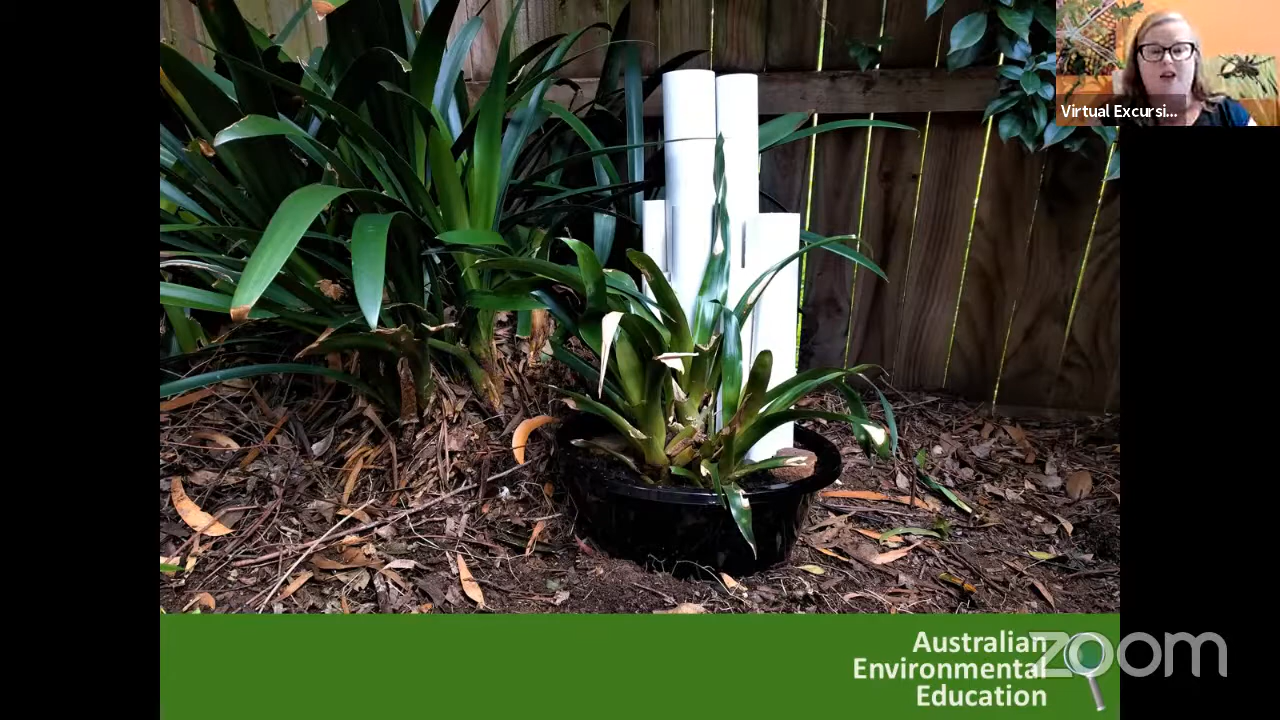 Virtual Excursi...
Australian
Environmental
Education
zoom